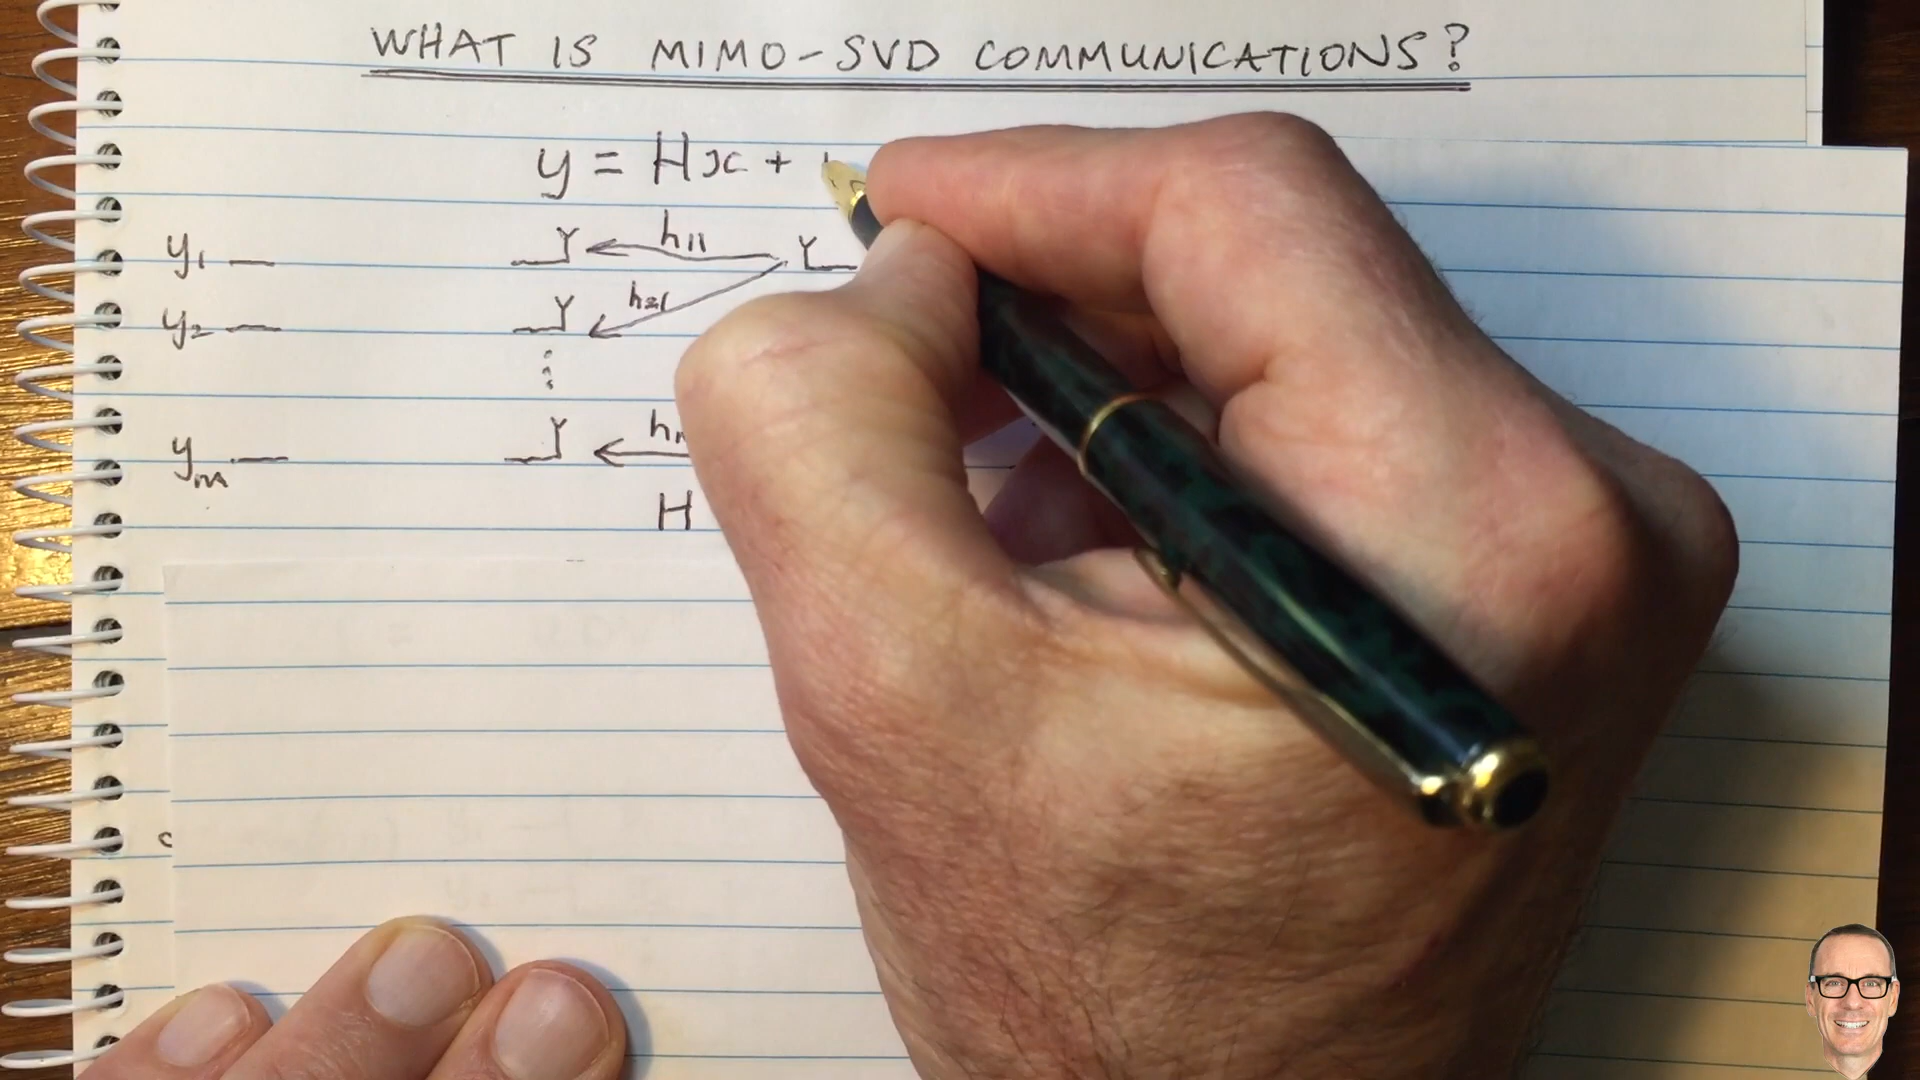 WHAT IS MIMO-SVD COMMUNICATIONS?
y = Hx +
y1 h11
y2 h21
ym
H